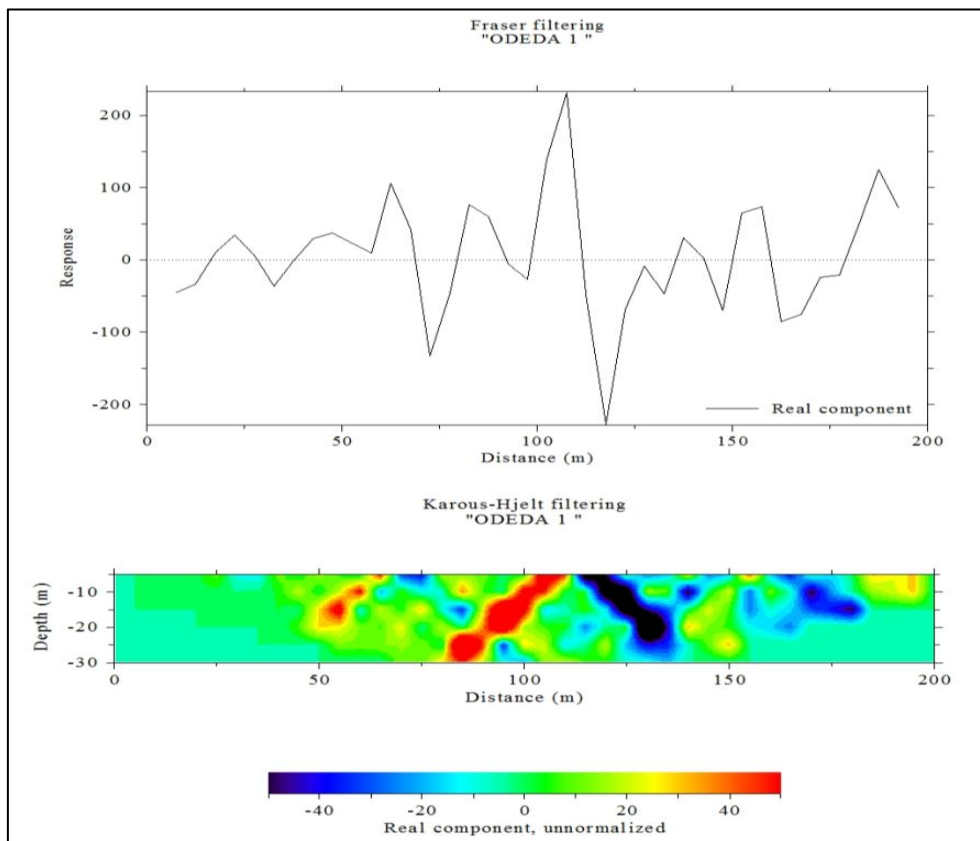 Fraser filtering
"ODEDA 1 "
200
100
0
-100
-200
Response
Real component
0 50 100 150 200
Distance (m)
Karous-Hjelt filtering
"ODEDA 1 "
-10
-20
-30
Depth (m)
0 50 100 150 200
Distance (m)
-40 -20 0 20 40
Real component, unnormalized